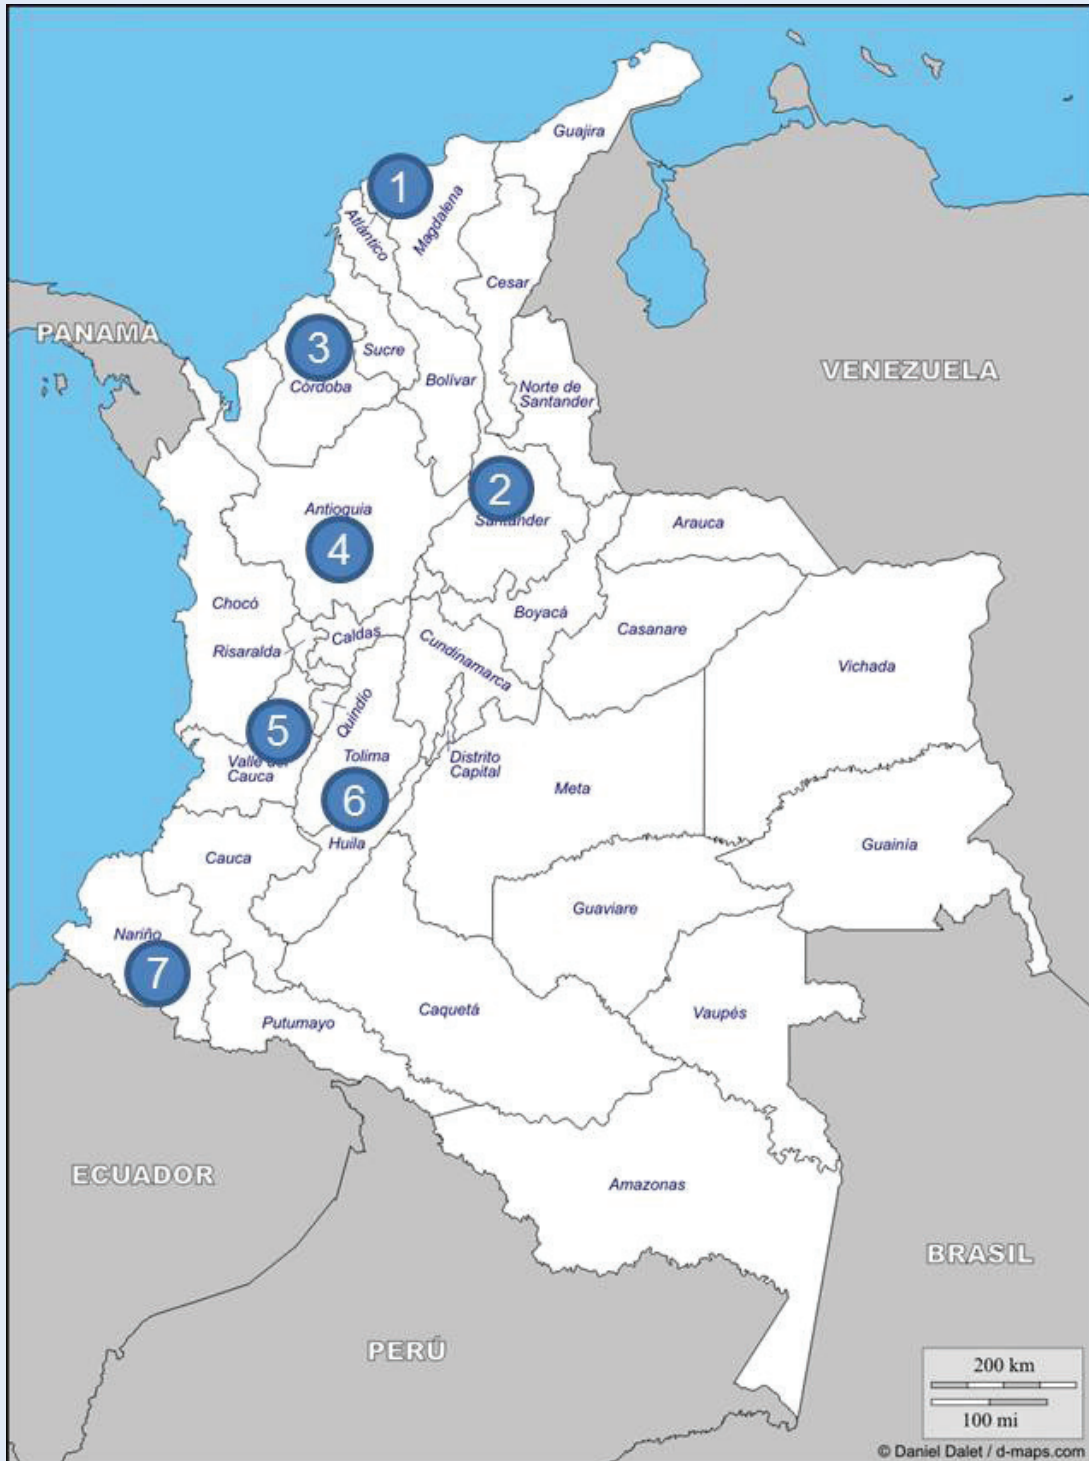 Guajira
1
Atlántico
Magdalena
Cesar
PANAMA
3
Sucre
Córdoba
Bolívar
Norte de
Santander
VENEZUELA
2
Santander
Antioquia
4
Arauca
Chocó
Boyacá
Casanare
Risaralda
Caldas
Cundinamarca
Vichada
Quindío
5
Valle del
Cauca
Tolima
Distrito
Capital
6
Meta
Huila
Cauca
Guainía
Guaviare
Nariño
7
Caquetá
Vaupés
Putumayo
ECUADOR
Amazonas
BRASIL
PERÚ
200 km
100 mi
© Daniel Dalet / d-maps.com